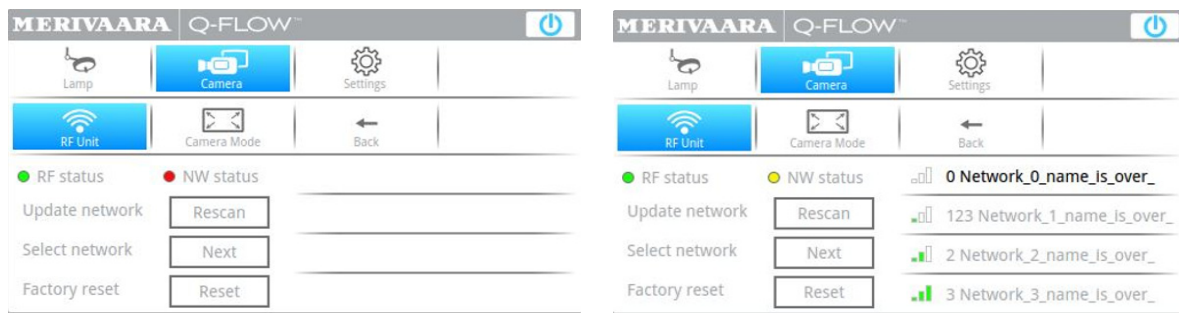 MERIVAARA Q-FLOW™
Lamp Camera Settings
RF Unit Camera Mode Back
RF status NW status
Update network Rescan
Select network Next
Factory reset Reset
MERIVAARA Q-FLOW™
Lamp Camera Settings
RF Unit Camera Mode Back
RF status NW status 0 Network_0_name_is_over_
Update network Rescan 123 Network_1_name_is_over_
Select network Next 2 Network_2_name_is_over_
Factory reset Reset 3 Network_3_name_is_over_